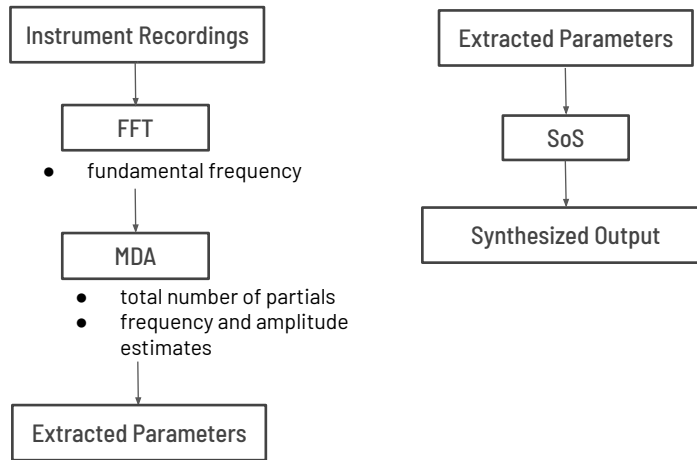 Instrument Recordings
FFT
● fundamental frequency
MDA
● total number of partials
● frequency and amplitude
estimates
Extracted Parameters
Extracted Parameters
SoS
Synthesized Output